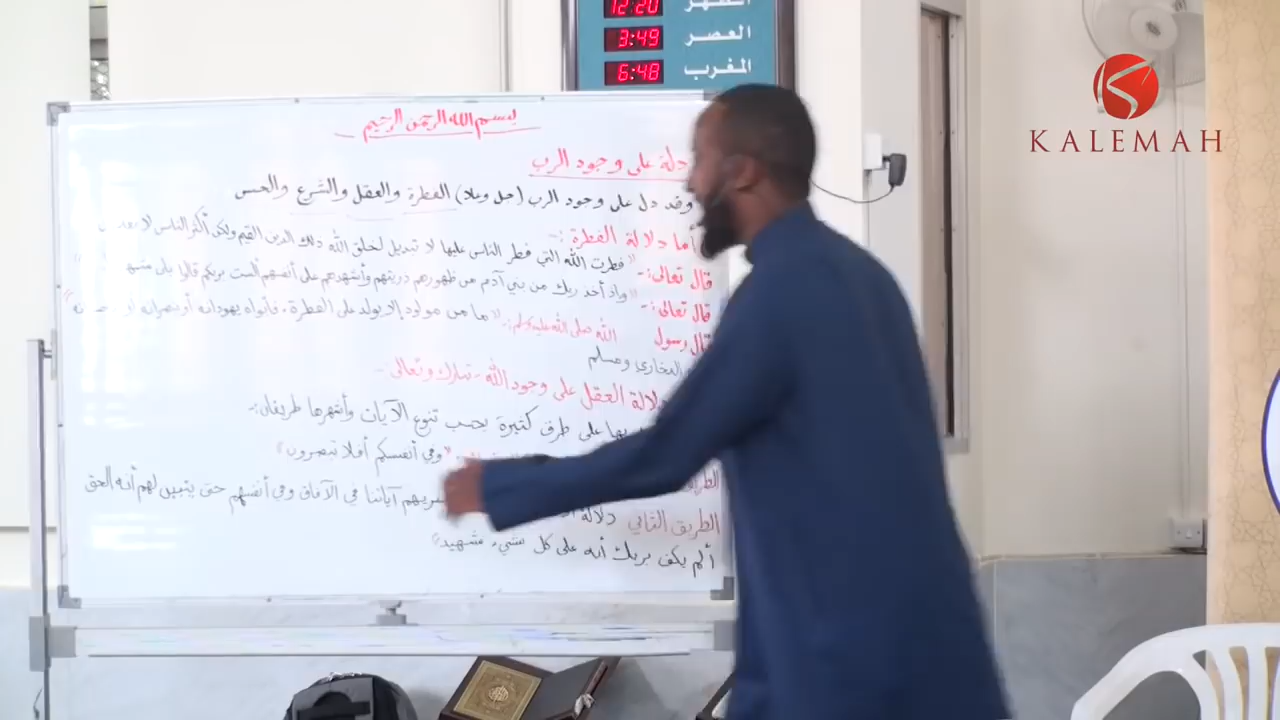 الظهر 12:20
العصر 3:49
المغرب 6:48
KALEMAH
بسم الله الرحمن الرحيم
دلة على وجود الرب
وقد دل على وجود الرب (جل وعلا) الفطرة والعقل والشرع والحس
أما دلالة الفطرة :-
قال تعالى:- "فطرت الله التي فطر الناس عليها لا تبديل لخلق الله ذلك الدين القيم ولكن أكثر الناس لا
قال تعالى:- "وإذ أخذ ربك من بني آدم من ظهورهم ذريتهم وأشهدهم على أنفسهم ألست بربكم قالوا بلى
قال رسول الله صلى الله عليه وسلم:- "ما من مولود إلا يولد على الفطرة، فأبواه يهودانه أو ينصرانه أو
البخاري ومسلم
دلالة العقل على وجود الله - تبارك وتعالى -
على طرق كثيرة بحسب تنوع الآيات وأشهرها طريقان:-
"وفي أنفسكم أفلا تبصرون"
الطريق الثاني دلالة
آياتنا في الآفاق وفي أنفسهم حتى يتبين لهم أنه الحق
ألم يكف بربك أنه على كل شيء شهيد"